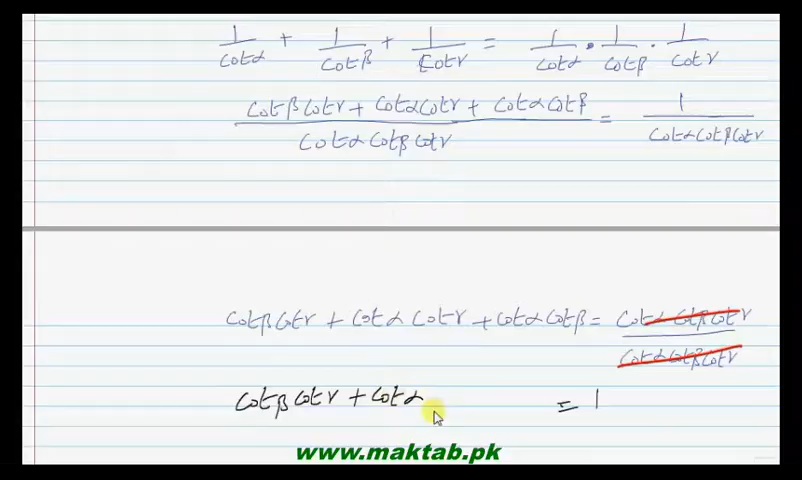 1/cotα + 1/cotβ + 1/cotγ = 1/cotα · 1/cotβ · 1/cotγ
(cotβ cotγ + cotα cotγ + cotα cotβ)/(cotα cotβ cotγ) = 1/(cotα cotβ cotγ)
cotβ cotγ + cotα cotγ + cotα cotβ = (cotα cotβ cotγ)/(cotα cotβ cotγ)
cotβ cotγ + cotα = 1
www.maktab.pk